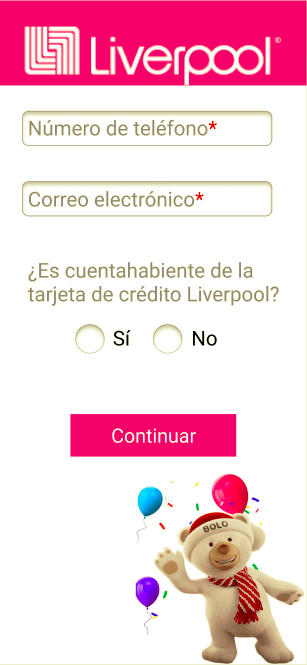 Liverpool®
Número de teléfono*
Correo electrónico*
¿Es cuentahabiente de la
tarjeta de crédito Liverpool?
Sí No
Continuar
BOLO